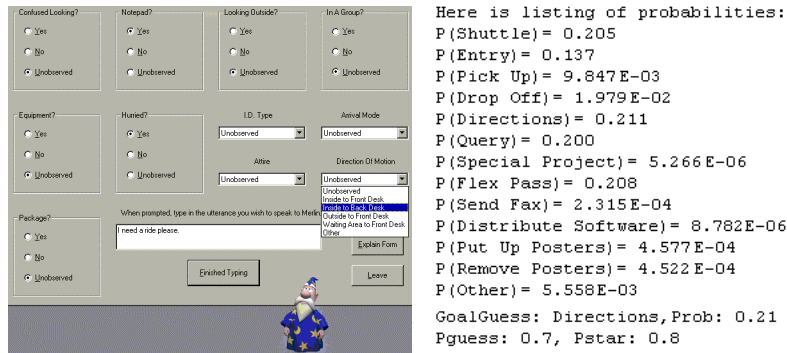 Confused Looking?
Yes
No
Unobserved
Notepad?
Yes
No
Unobserved
Looking Outside?
Yes
No
Unobserved
In A Group?
Yes
No
Unobserved
Equipment?
Yes
No
Unobserved
Hurried?
Yes
No
Unobserved
I.D. Type
Unobserved
Arrival Mode
Unobserved
Attire
Unobserved
Direction Of Motion
Unobserved
Unobserved
Inside to Front Desk
Inside to Back Desk
Outside to Front Desk
Waiting Area to Front Desk
Other
Package?
Yes
No
Unobserved
When prompted, type in the utterance you wish to speak to Merlin
I need a ride please.
Explain Form
Finished Typing
Leave
Here is listing of probabilities:
P(Shuttle)= 0.205
P(Entry)= 0.137
P(Pick Up)= 9.847E-03
P(Drop Off)= 1.979E-02
P(Directions)= 0.211
P(Query)= 0.200
P(Special Project)= 5.266E-06
P(Flex Pass)= 0.208
P(Send Fax)= 2.315E-04
P(Distribute Software)= 8.782E-06
P(Put Up Posters)= 4.577E-04
P(Remove Posters)= 4.522E-04
P(Other)= 5.558E-03
GoalGuess: Directions,Prob: 0.21
Pguess: 0.7, Pstar: 0.8